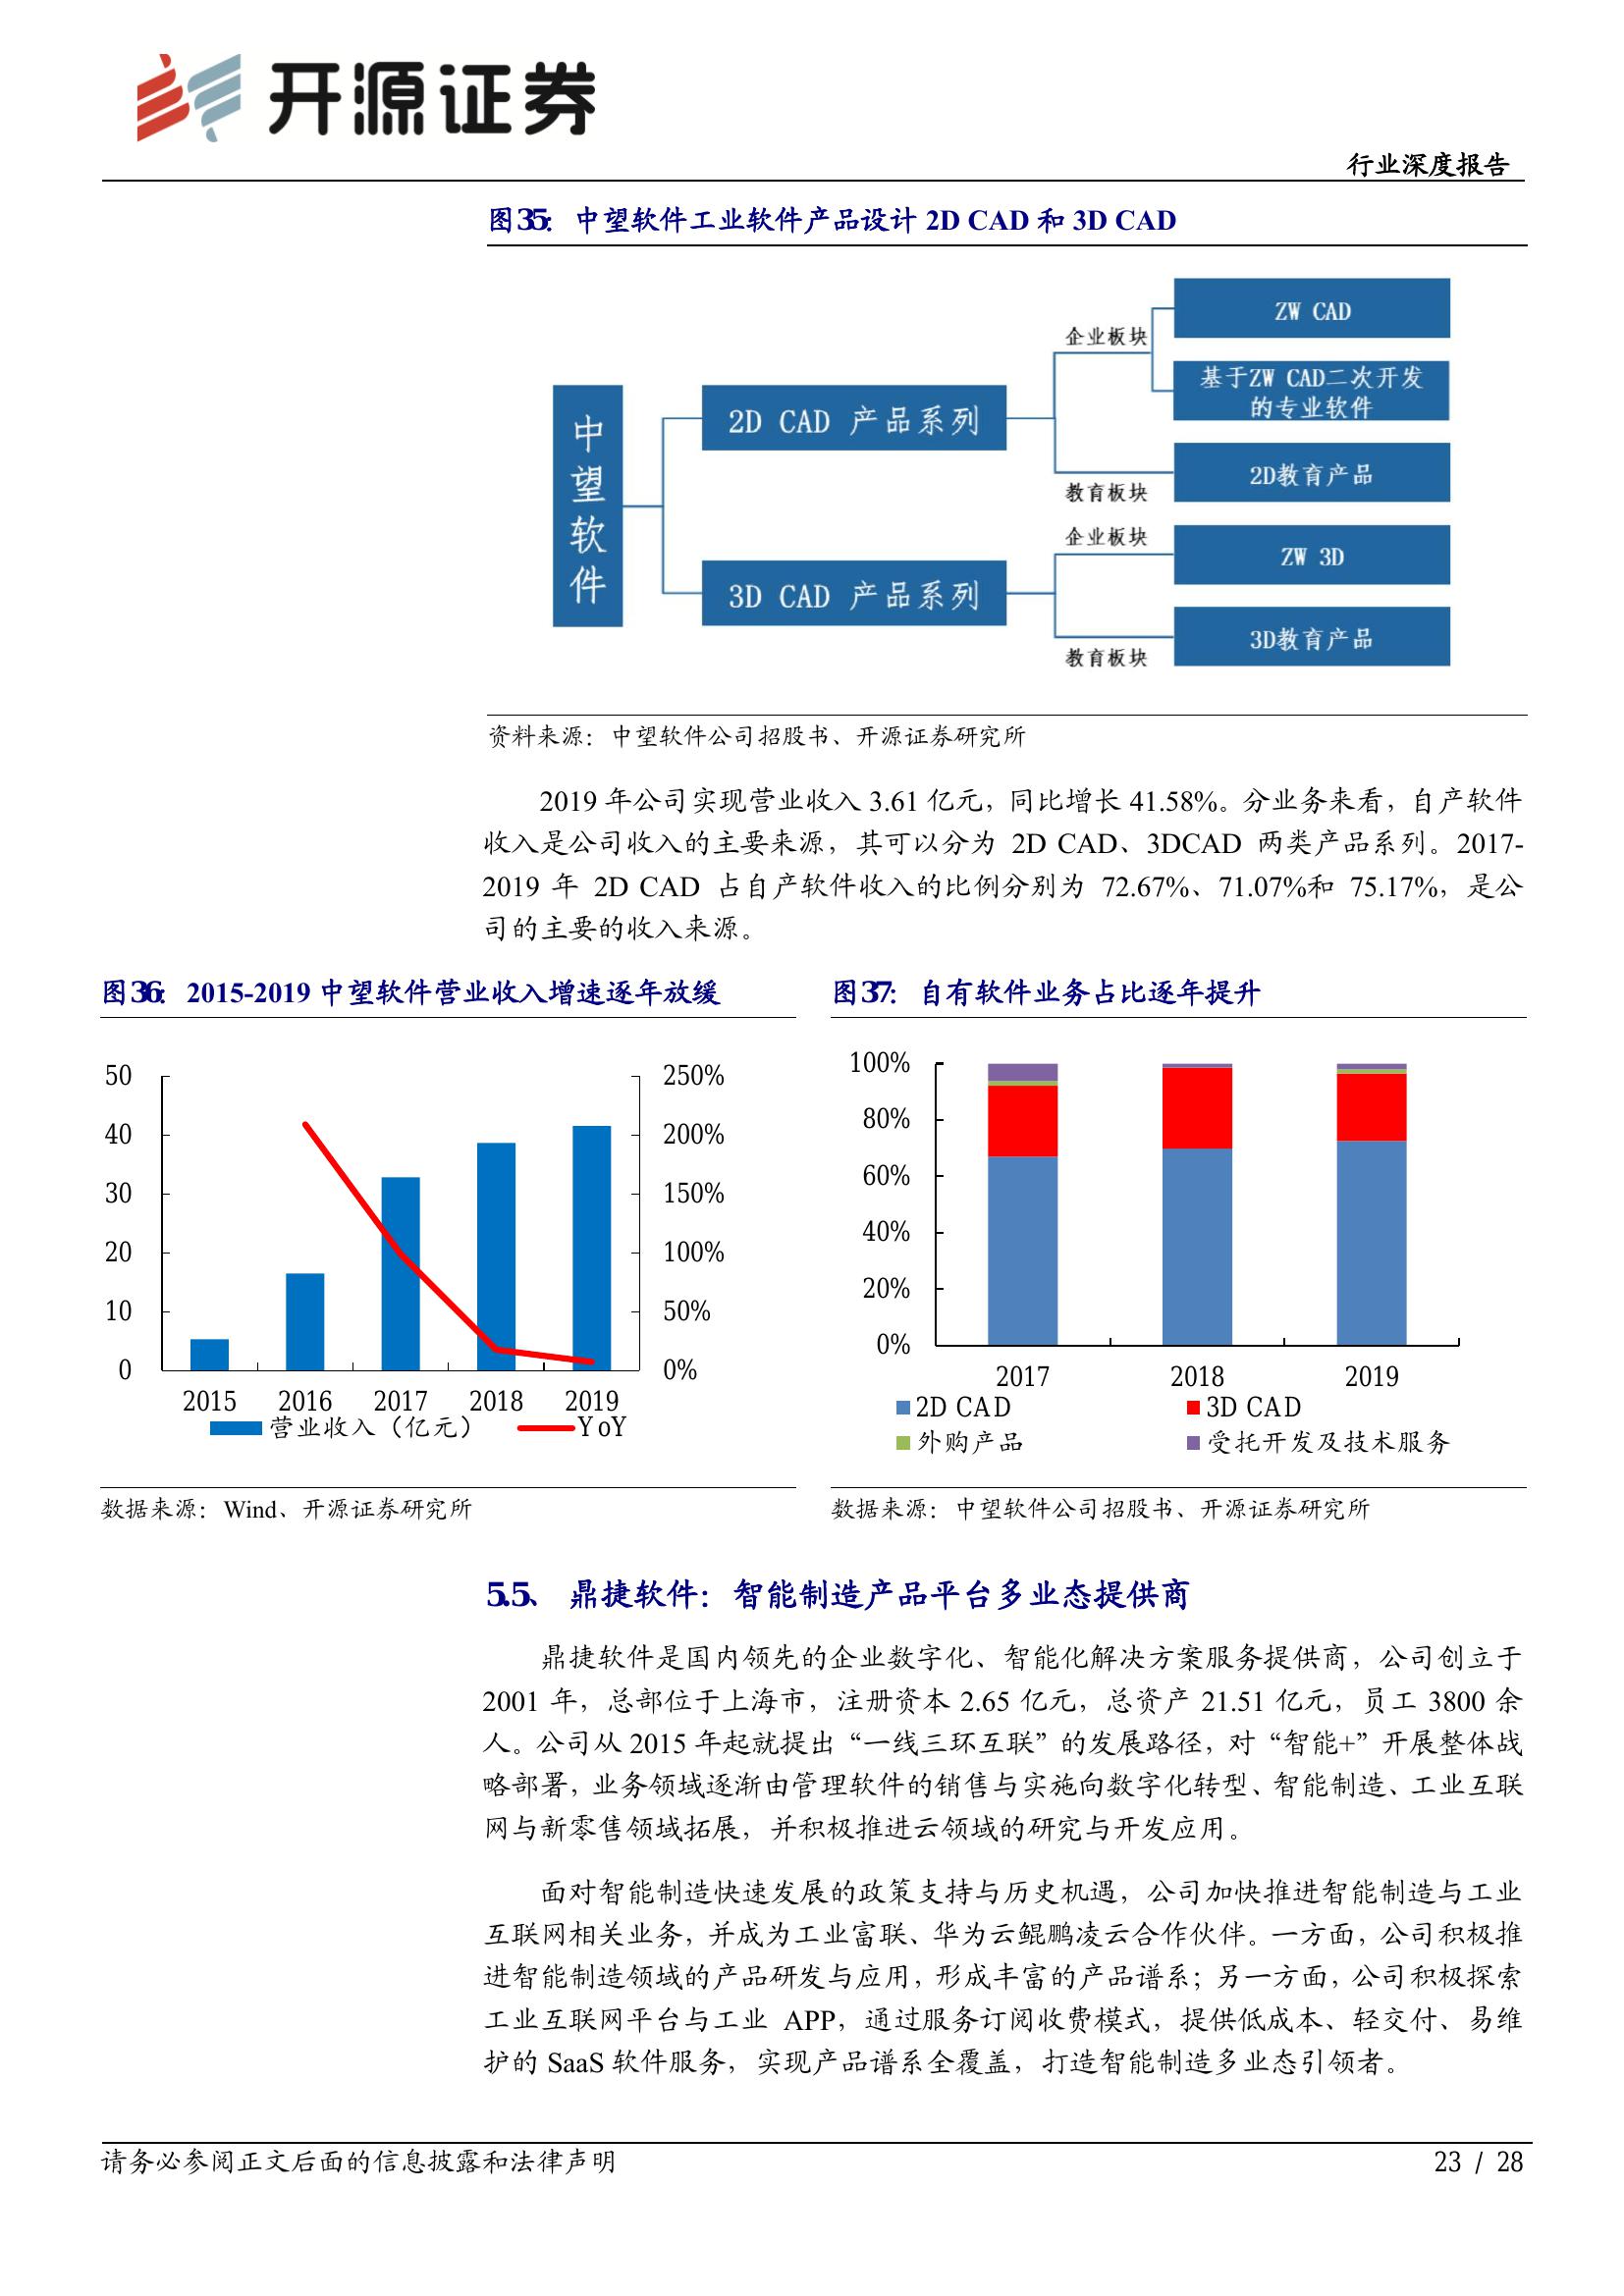 开源证券
行业深度报告
图35：中望软件工业软件产品设计 2D CAD 和 3D CAD
中望软件
2D CAD 产品系列
3D CAD 产品系列
企业板块
教育板块
企业板块
教育板块
ZW CAD
基于ZW CAD二次开发
的专业软件
2D教育产品
ZW 3D
3D教育产品
资料来源：中望软件公司招股书、开源证券研究所
2019 年公司实现营业收入 3.61 亿元，同比增长 41.58%。分业务来看，自产软件
收入是公司收入的主要来源，其可以分为 2D CAD、3DCAD 两类产品系列。2017-
2019 年 2D CAD 占自产软件收入的比例分别为 72.67%、71.07%和 75.17%，是公
司的主要的收入来源。
图36：2015-2019 中望软件营业收入增速逐年放缓
50
40
30
20
10
0
250%
200%
150%
100%
50%
0%
2015 2016 2017 2018 2019
营业收入（亿元） YoY
数据来源：Wind、开源证券研究所
图37：自有软件业务占比逐年提升
100%
80%
60%
40%
20%
0%
2017 2018 2019
2D CAD 3D CAD
外购产品 受托开发及技术服务
数据来源：中望软件公司招股书、开源证券研究所
5.5、 鼎捷软件：智能制造产品平台多业态提供商
鼎捷软件是国内领先的企业数字化、智能化解决方案服务提供商，公司创立于
2001 年，总部位于上海市，注册资本 2.65 亿元，总资产 21.51 亿元，员工 3800 余
人。公司从 2015 年起就提出“一线三环互联”的发展路径，对“智能+”开展整体战
略部署，业务领域逐渐由管理软件的销售与实施向数字化转型、智能制造、工业互联
网与新零售领域拓展，并积极推进云领域的研究与开发应用。
面对智能制造快速发展的政策支持与历史机遇，公司加快推进智能制造与工业
互联网相关业务，并成为工业富联、华为云鲲鹏凌云合作伙伴。一方面，公司积极推
进智能制造领域的产品研发与应用，形成丰富的产品谱系；另一方面，公司积极探索
工业互联网平台与工业 APP，通过服务订阅收费模式，提供低成本、轻交付、易维
护的 SaaS 软件服务，实现产品谱系全覆盖，打造智能制造多业态引领者。
请务必参阅正文后面的信息披露和法律声明
23 / 28